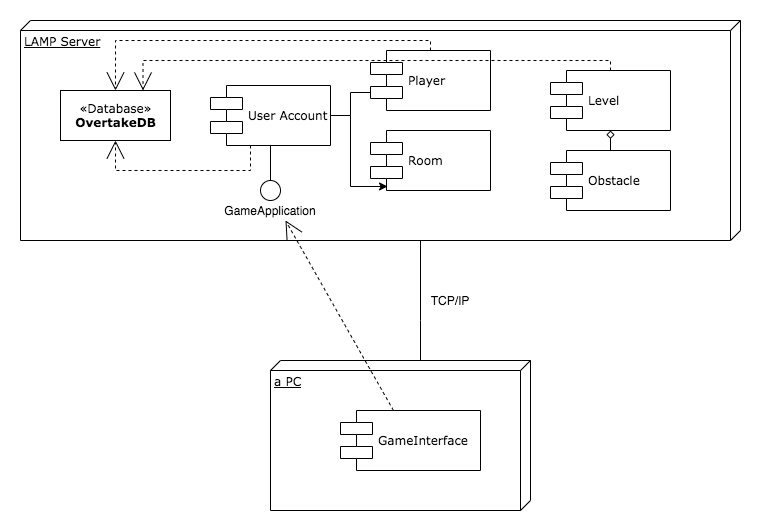 LAMP Server
«Database»
OvertakeDB
User Account
Player
Level
Room
Obstacle
GameApplication
TCP/IP
a PC
GameInterface